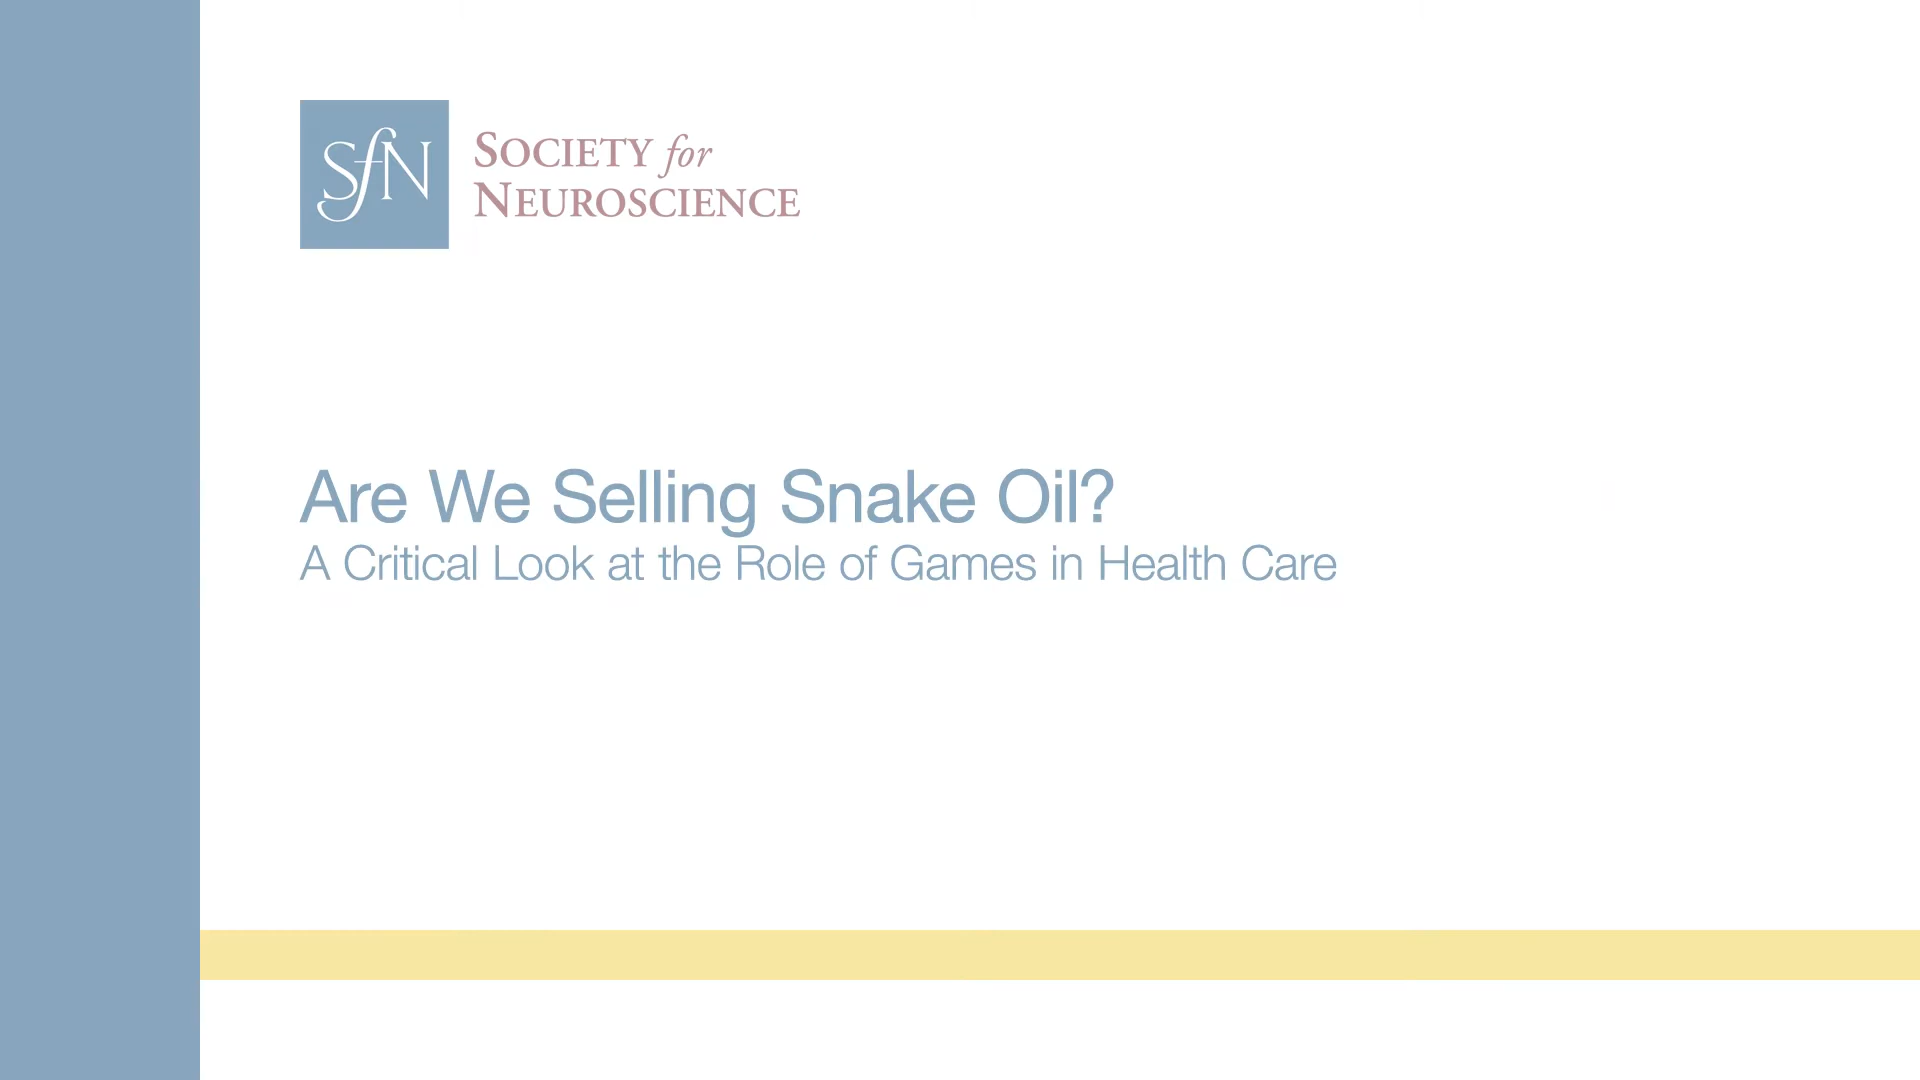 SfN
SOCIETY for
NEUROSCIENCE
Are We Selling Snake Oil?
A Critical Look at the Role of Games in Health Care